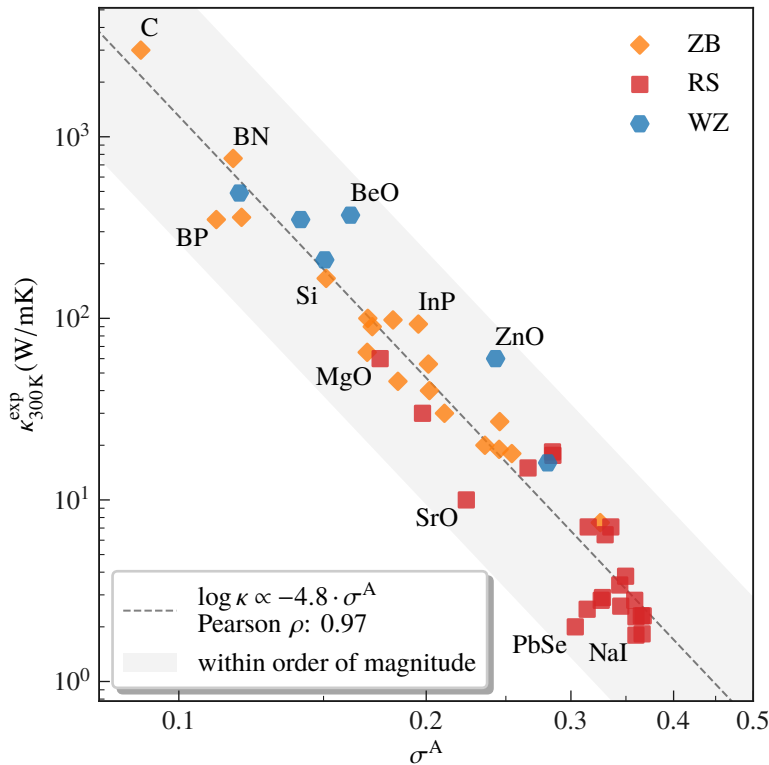 C
ZB
RS
WZ
BN
BeO
BP
Si
InP
ZnO
MgO
SrO
PbSe
NaI
log κ ∝ −4.8 · σ^A
Pearson ρ: 0.97
within order of magnitude
10^3
10^2
10^1
10^0
κ^exp_300 K (W/mK)
0.1
0.2
0.3
0.4
0.5
σ^A